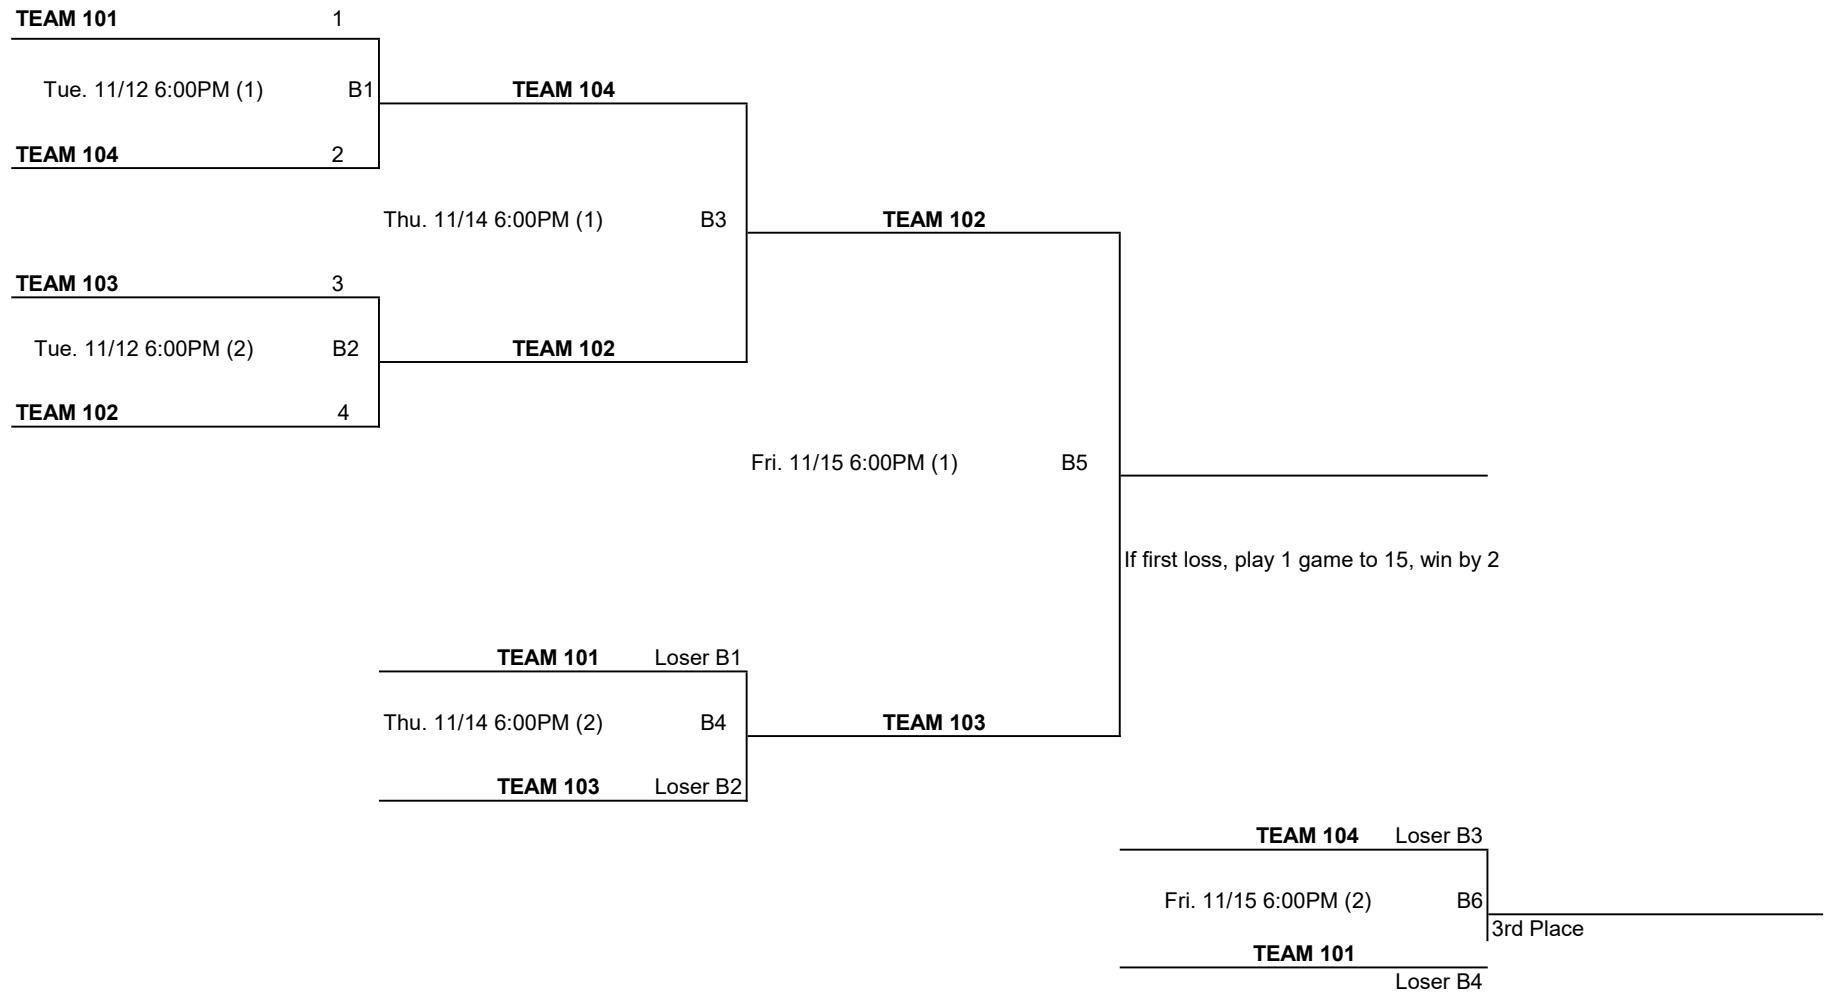 TEAM 101 1
Tue. 11/12 6:00PM (1) B1 TEAM 104
TEAM 104 2
Thu. 11/14 6:00PM (1) B3 TEAM 102
TEAM 103 3
Tue. 11/12 6:00PM (2) B2 TEAM 102
TEAM 102 4
Fri. 11/15 6:00PM (1) B5
If first loss, play 1 game to 15, win by 2
TEAM 101 Loser B1
Thu. 11/14 6:00PM (2) B4 TEAM 103
TEAM 103 Loser B2
TEAM 104 Loser B3
Fri. 11/15 6:00PM (2) B6
3rd Place
TEAM 101
Loser B4